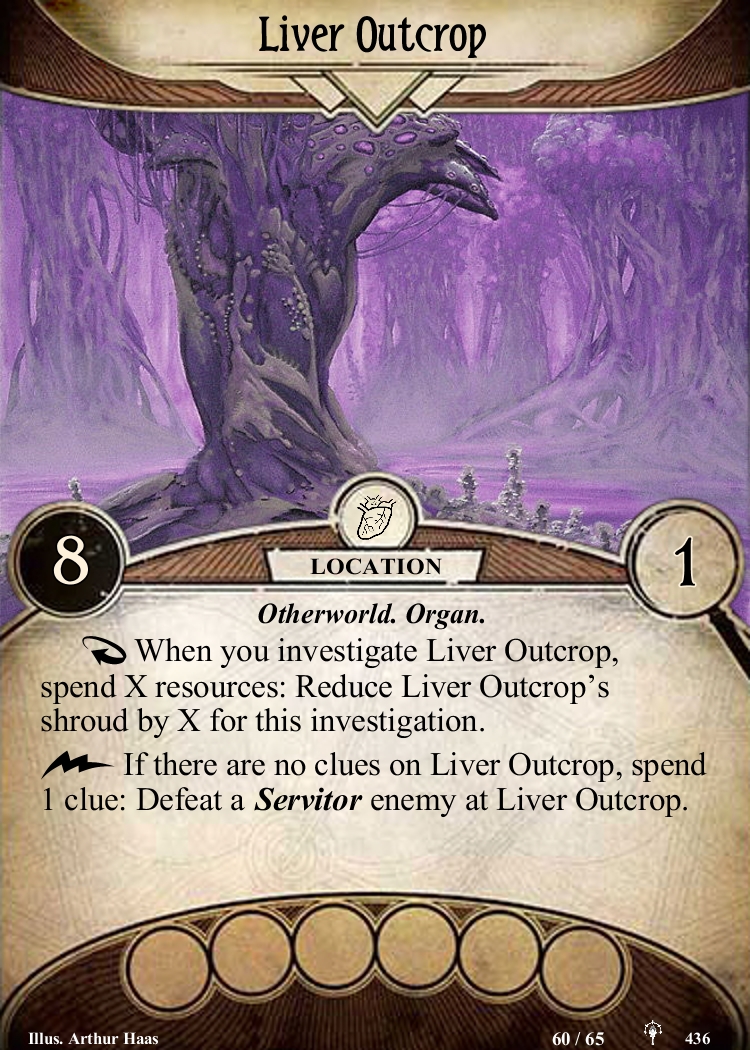 Liver Outcrop
8
LOCATION
1
Otherworld. Organ.
When you investigate Liver Outcrop,
spend X resources: Reduce Liver Outcrop’s
shroud by X for this investigation.
If there are no clues on Liver Outcrop, spend
1 clue: Defeat a Servitor enemy at Liver Outcrop.
Illus. Arthur Haas
60 / 65
436